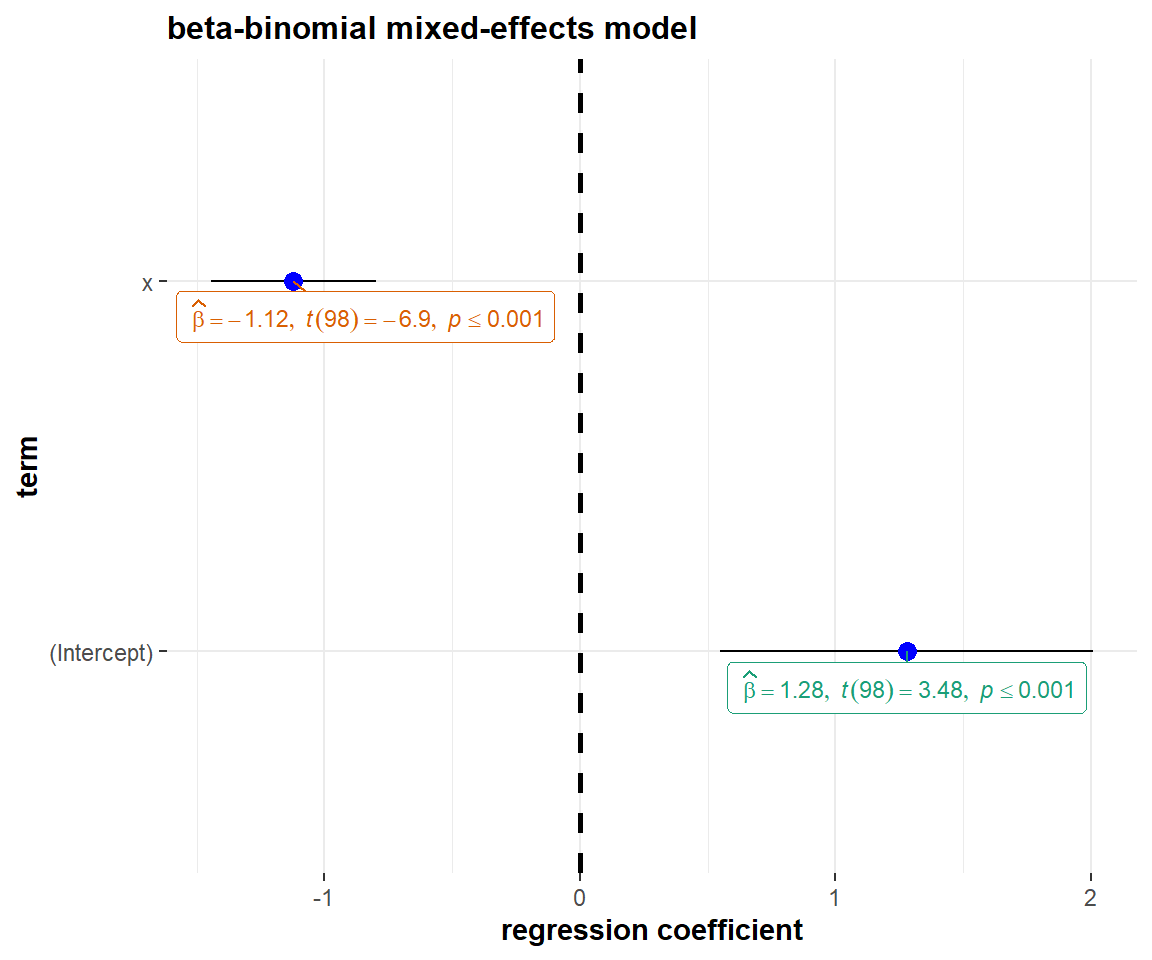 beta-binomial mixed-effects model
x
β̂ = −1.12, t(98) = −6.9, p ≤ 0.001
term
(Intercept)
β̂ = 1.28, t(98) = 3.48, p ≤ 0.001
-1 0 1 2
regression coefficient